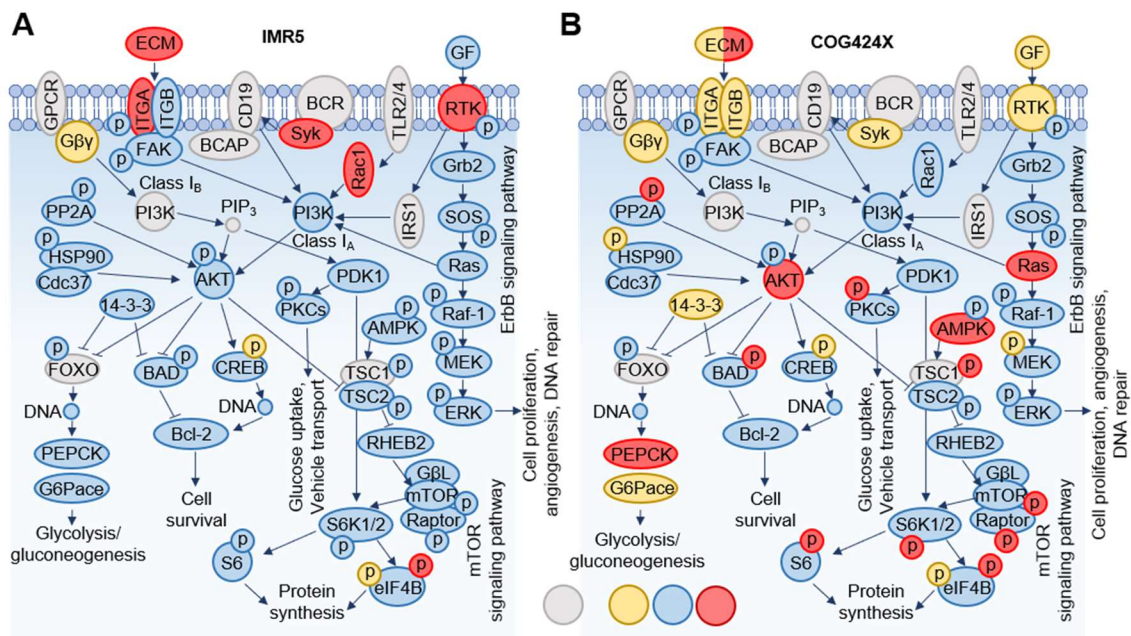 A
IMR5
ECM
GF
GPCR
ITGA
ITGB
CD19
BCR
TLR2/4
RTK
p
p
Gβγ
Syk
BCAP
p
FAK
Rac1
Grb2
Class IB
p
PP2A
PI3K
PIP3
PI3K
IRS1
SOS
p
p
HSP90
Cdc37
Class IA
p
AKT
PDK1
Ras
ErbB signaling pathway
p
PKCs
14-3-3
AMPK
p
p
Raf-1
p
FOXO
BAD
p
CREB
p
TSC1
p
TSC2
p
p
MEK
DNA
DNA
ERK
p
Cell proliferation,
angiogenesis, DNA repair
Bcl-2
Glucose uptake,
Vehicle transport
RHEB2
PEPCK
GβL
G6Pace
mTOR
p
Raptor
p
Cell
survival
S6K1/2
p
Glycolysis/
gluconeogenesis
p
S6
p
p
eIF4B
mTOR
signaling pathway
Protein
synthesis
B
COG424X
ECM
GF
GPCR
ITGA
ITGB
CD19
BCR
TLR2/4
RTK
p
p
Gβγ
Syk
BCAP
p
FAK
Rac1
Grb2
Class IB
p
PP2A
PI3K
PIP3
PI3K
IRS1
SOS
p
p
HSP90
Cdc37
Class IA
p
AKT
PDK1
Ras
ErbB signaling pathway
p
PKCs
14-3-3
AMPK
p
p
Raf-1
p
FOXO
BAD
p
CREB
p
TSC1
p
TSC2
p
p
MEK
DNA
DNA
ERK
p
Cell proliferation, angiogenesis,
DNA repair
Bcl-2
Glucose uptake,
Vehicle transport
RHEB2
PEPCK
GβL
G6Pace
mTOR
p
Raptor
p
Cell
survival
S6K1/2
p
Glycolysis/
gluconeogenesis
p
S6
p
p
eIF4B
mTOR
signaling pathway
Protein
synthesis